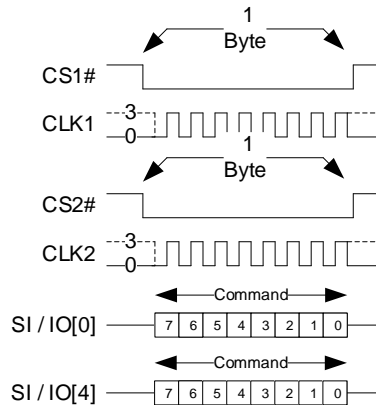 1
Byte
CS1#
3
CLK1
0
1
Byte
CS2#
3
CLK2
0
Command
SI / IO[0] 7 6 5 4 3 2 1 0
Command
SI / IO[4] 7 6 5 4 3 2 1 0